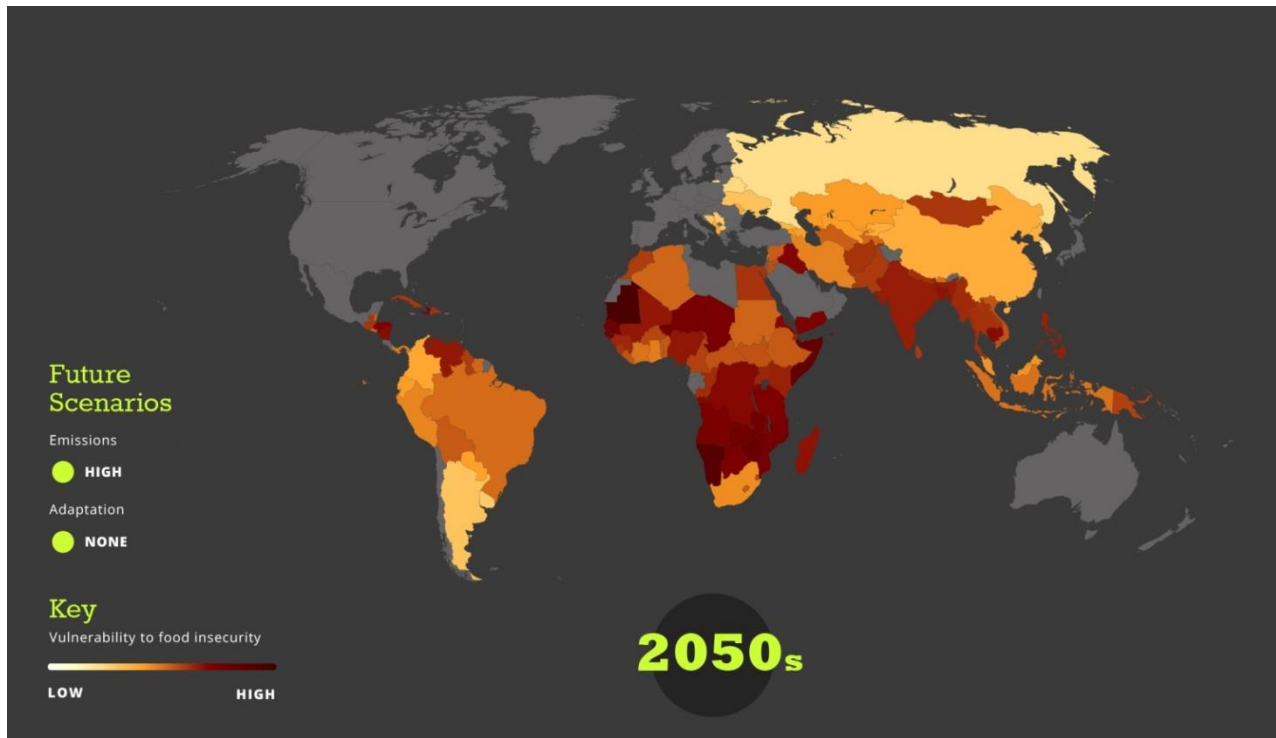 Future
Scenarios
Emissions
HIGH
Adaptation
NONE
Key
Vulnerability to food insecurity
LOW HIGH
2050s